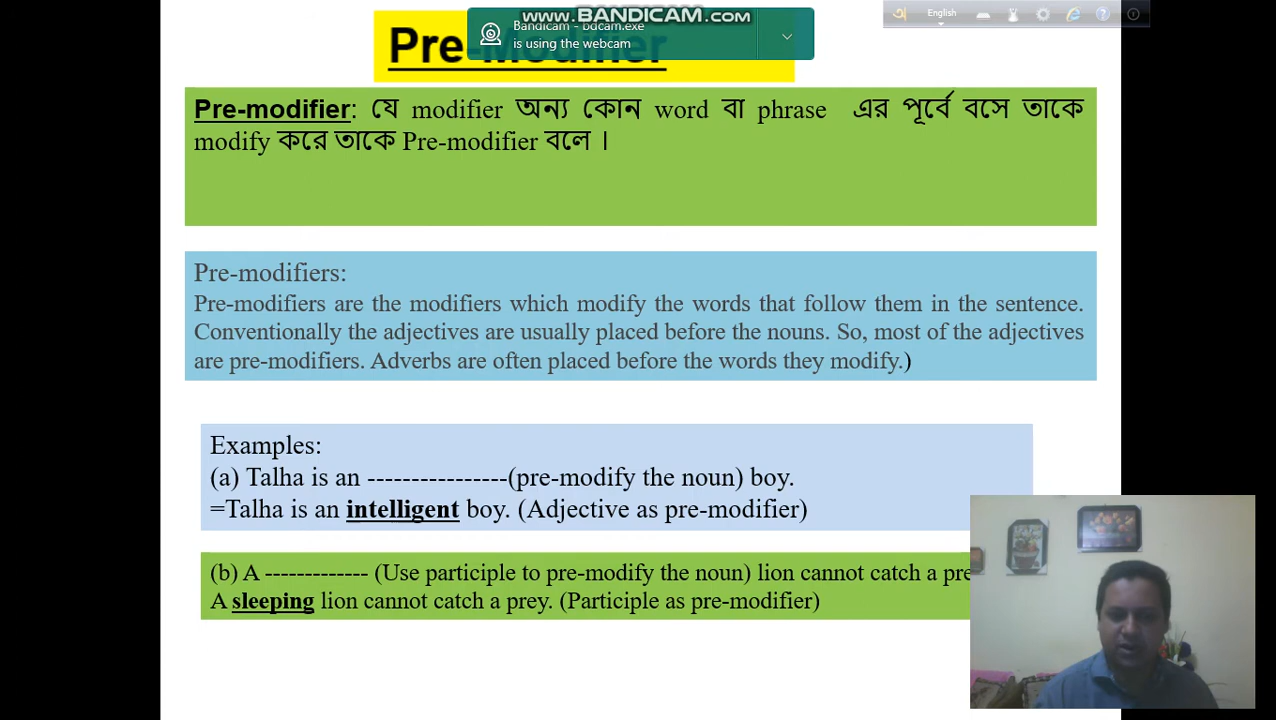 www.BANDICAM.com
English
Bandicam - bdcam.exe
is using the webcam
Pre-Modifier
Pre-modifier: যে modifier অন্য কোন word বা phrase এর পূর্বে বসে তাকে
modify করে তাকে Pre-modifier বলে ।
Pre-modifiers:
Pre-modifiers are the modifiers which modify the words that follow them in the sentence.
Conventionally the adjectives are usually placed before the nouns. So, most of the adjectives
are pre-modifiers. Adverbs are often placed before the words they modify.)
Examples:
(a) Talha is an ----------------(pre-modify the noun) boy.
=Talha is an intelligent boy. (Adjective as pre-modifier)
(b) A ------------- (Use participle to pre-modify the noun) lion cannot catch a pre
A sleeping lion cannot catch a prey. (Participle as pre-modifier)